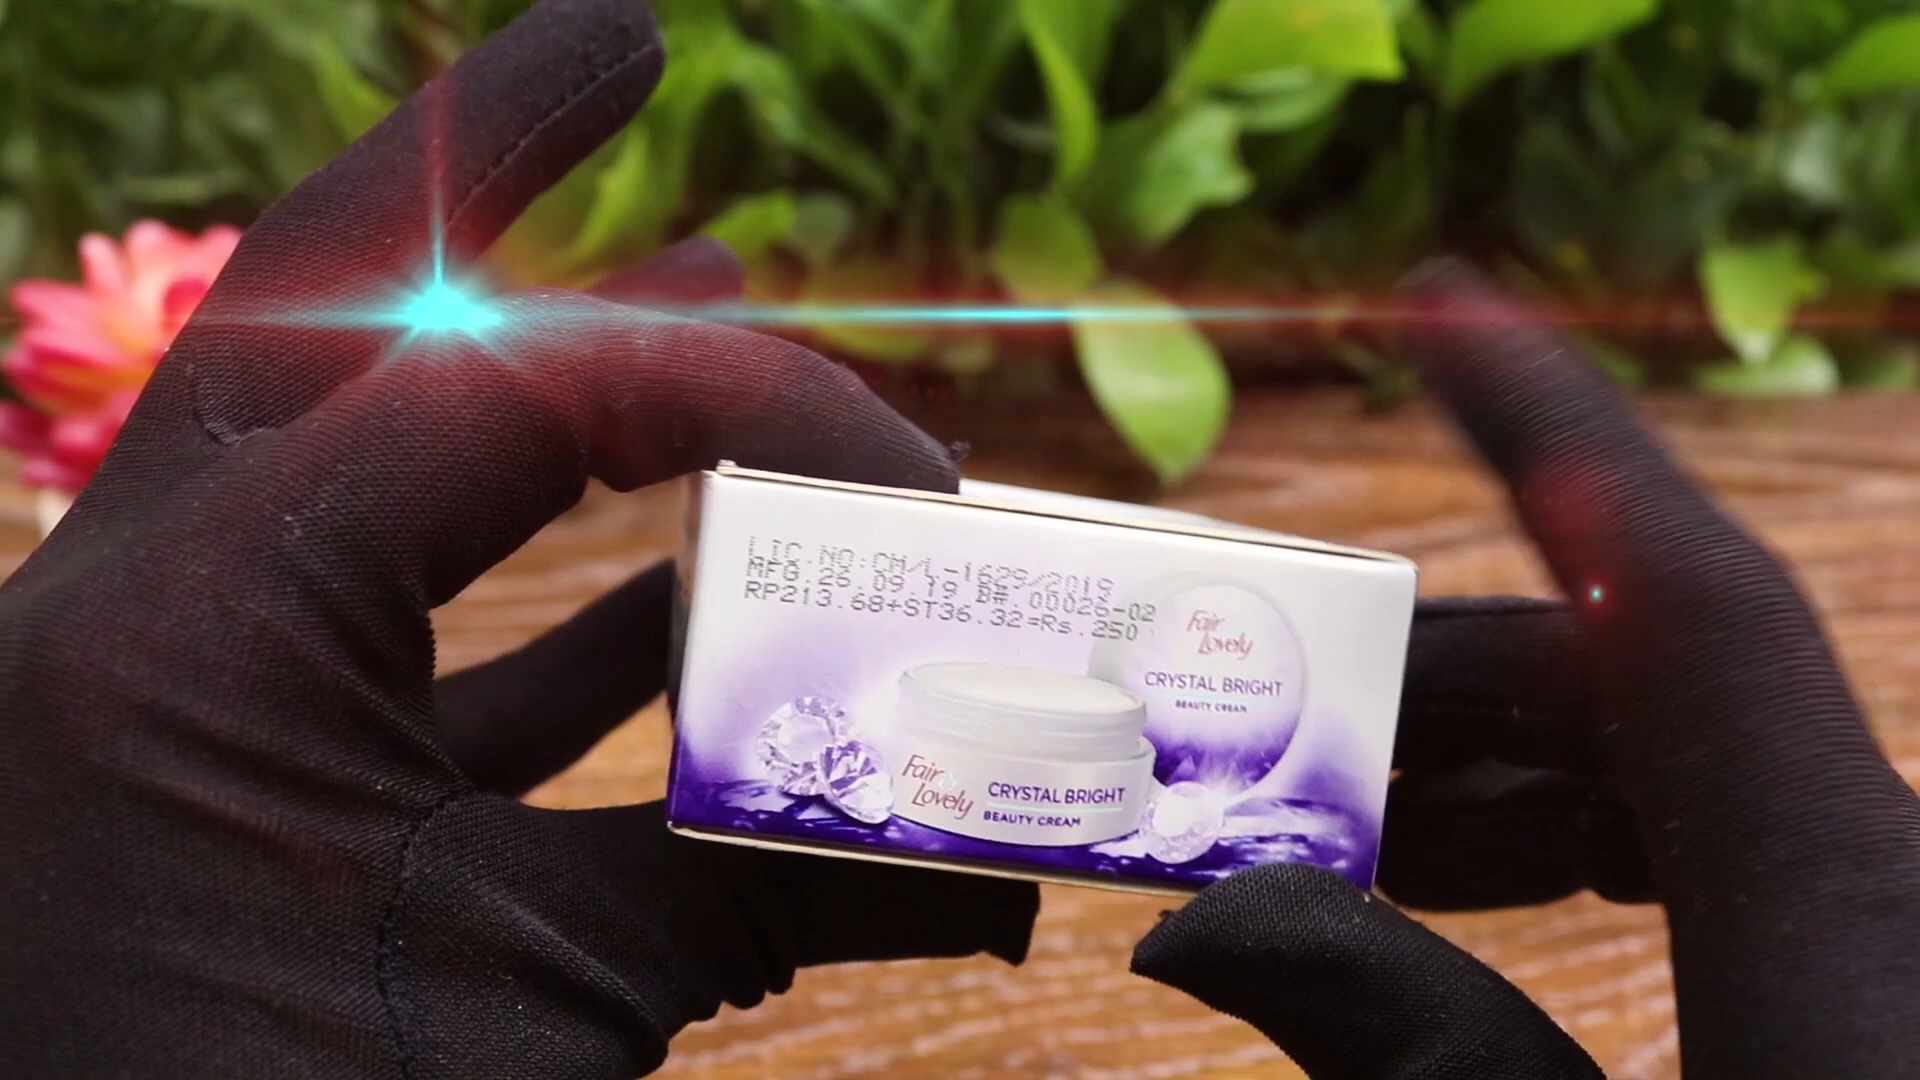 LIC NO:CM/L-1629/2019
MFG.26.09.19 B#.00026-02
RP213.68+ST36.32=Rs.250
Fair &
Lovely
CRYSTAL BRIGHT
BEAUTY CREAM
Fair &
Lovely
CRYSTAL BRIGHT
BEAUTY CREAM